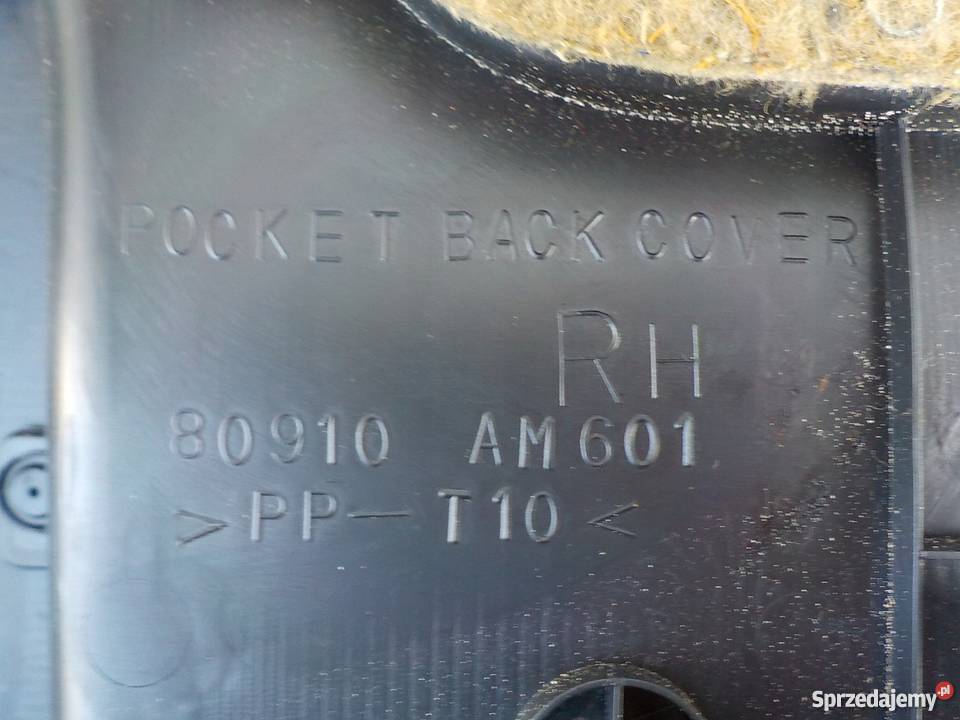 POCKET BACK COVER
RH
80910 AM601
>PP-T10<
Sprzedajemy.pl